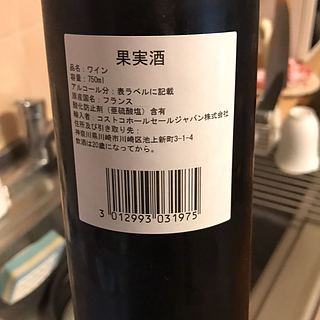 果実酒
品名：ワイン
容量：750ml
アルコール分：表ラベルに記載
原産国名：フランス
酸化防止剤（亜硫酸塩）含有
輸入者：コストコホールセールジャパン株式会社
住所及び引き取り先：
神奈川県川崎市川崎区池上新町3-1-4
飲酒は20歳になってから。
3 012993 031975